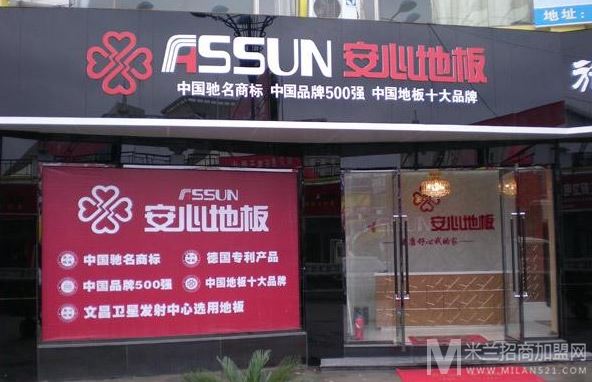 地址:
ASSUN 安心地板
中国驰名商标 中国品牌500强 中国地板十大品牌
ASSUN
安心地板
中国驰名商标 德国专利产品
中国品牌500强 中国地板十大品牌
文昌卫星发射中心选用地板
安心地板
米兰招商加盟网
WWW.MILAN521.COM